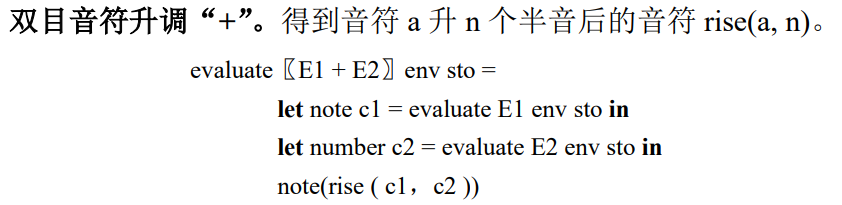 双目音符升调“+”。得到音符 a 升 n 个半音后的音符 rise(a, n)。
evaluate〖E1 + E2〗env sto =
let note c1 = evaluate E1 env sto in
let number c2 = evaluate E2 env sto in
note(rise ( c1，c2 ))